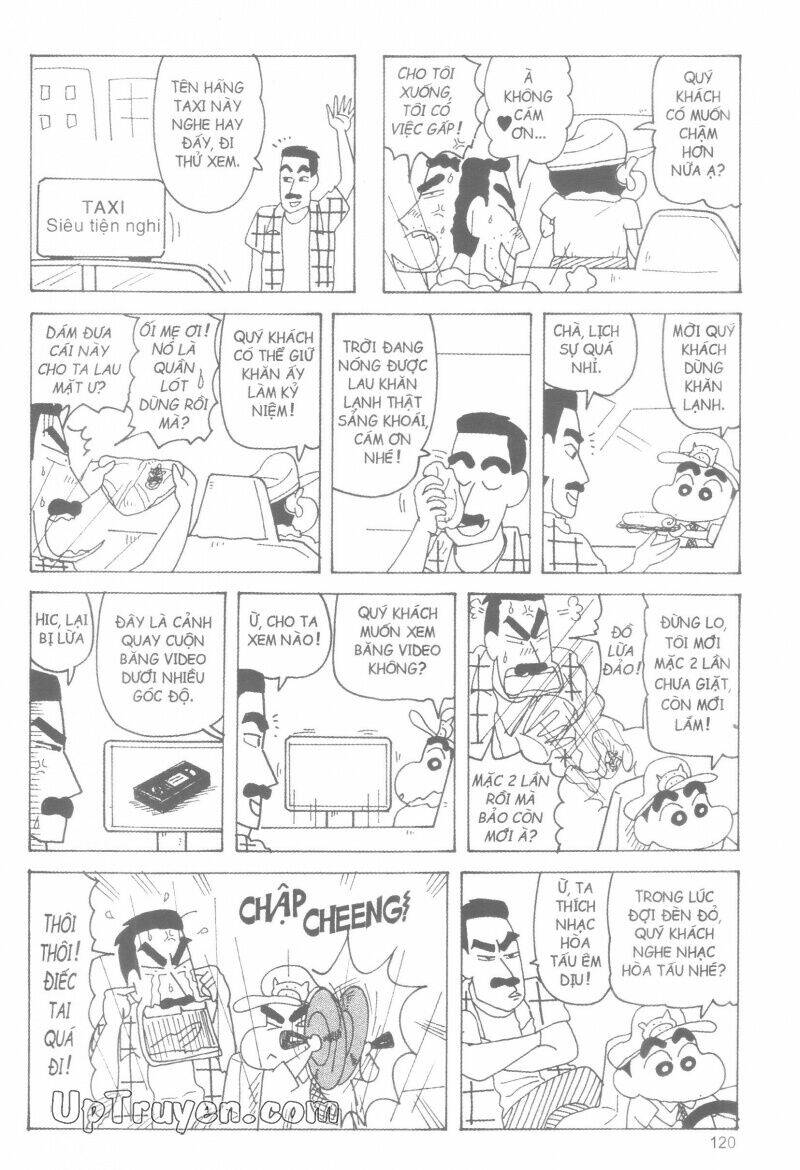 QUÝ
KHÁCH
CÓ MUỐN
CHẬM
HƠN
NỮA Ạ?
À
KHÔNG
CÁM
ƠN...
CHO TÔI
XUỐNG,
TÔI CÓ
VIỆC GẤP!
TÊN HÃNG
TAXI NÀY
NGHE HAY
ĐẤY, ĐI
THỬ XEM.
TAXI
Siêu tiện nghi
MỜI QUÝ
KHÁCH
DÙNG
KHĂN
LẠNH.
CHÀ, LỊCH
SỰ QUÁ
NHỈ.
TRỜI ĐANG
NÓNG ĐƯỢC
LAU KHĂN
LẠNH THẬT
SẢNG KHOÁI,
CÁM ƠN
NHÉ!
QUÝ KHÁCH
CÓ THỂ GIỮ
KHĂN ẤY
LÀM KỶ
NIỆM!
ỐI MẸ ƠI!
NÓ LÀ
QUẦN
LÓT
DÙNG RỒI
MÀ?
DÁM ĐƯA
CÁI NÀY
CHO TA LAU
MẶT Ư?
ĐỪNG LO,
TÔI MỚI
MẶC 2 LẦN
CHƯA GIẶT,
CÒN MỚI
LẮM!
ĐỒ
LỪA
ĐẢO!
MẶC 2 LẦN
RỒI MÀ
BẢO CÒN
MỚI À?
QUÝ KHÁCH
MUỐN XEM
BĂNG VIDEO
KHÔNG?
Ừ, CHO TA
XEM NÀO!
ĐÂY LÀ CẢNH
QUAY CUỘN
BĂNG VIDEO
DƯỚI NHIỀU
GÓC ĐỘ.
HIC, LẠI
BỊ LỪA
TRONG LÚC
ĐỢI ĐÈN ĐỎ,
QUÝ KHÁCH
NGHE NHẠC
HÒA TẤU NHÉ?
Ừ, TA
THÍCH
NHẠC
HÒA
TẤU ÊM
DỊU!
CHẬP
CHEENG!
THÔI
THÔI!
ĐIẾC
TAI
QUÁ
ĐI!
UpTruyen.com
120